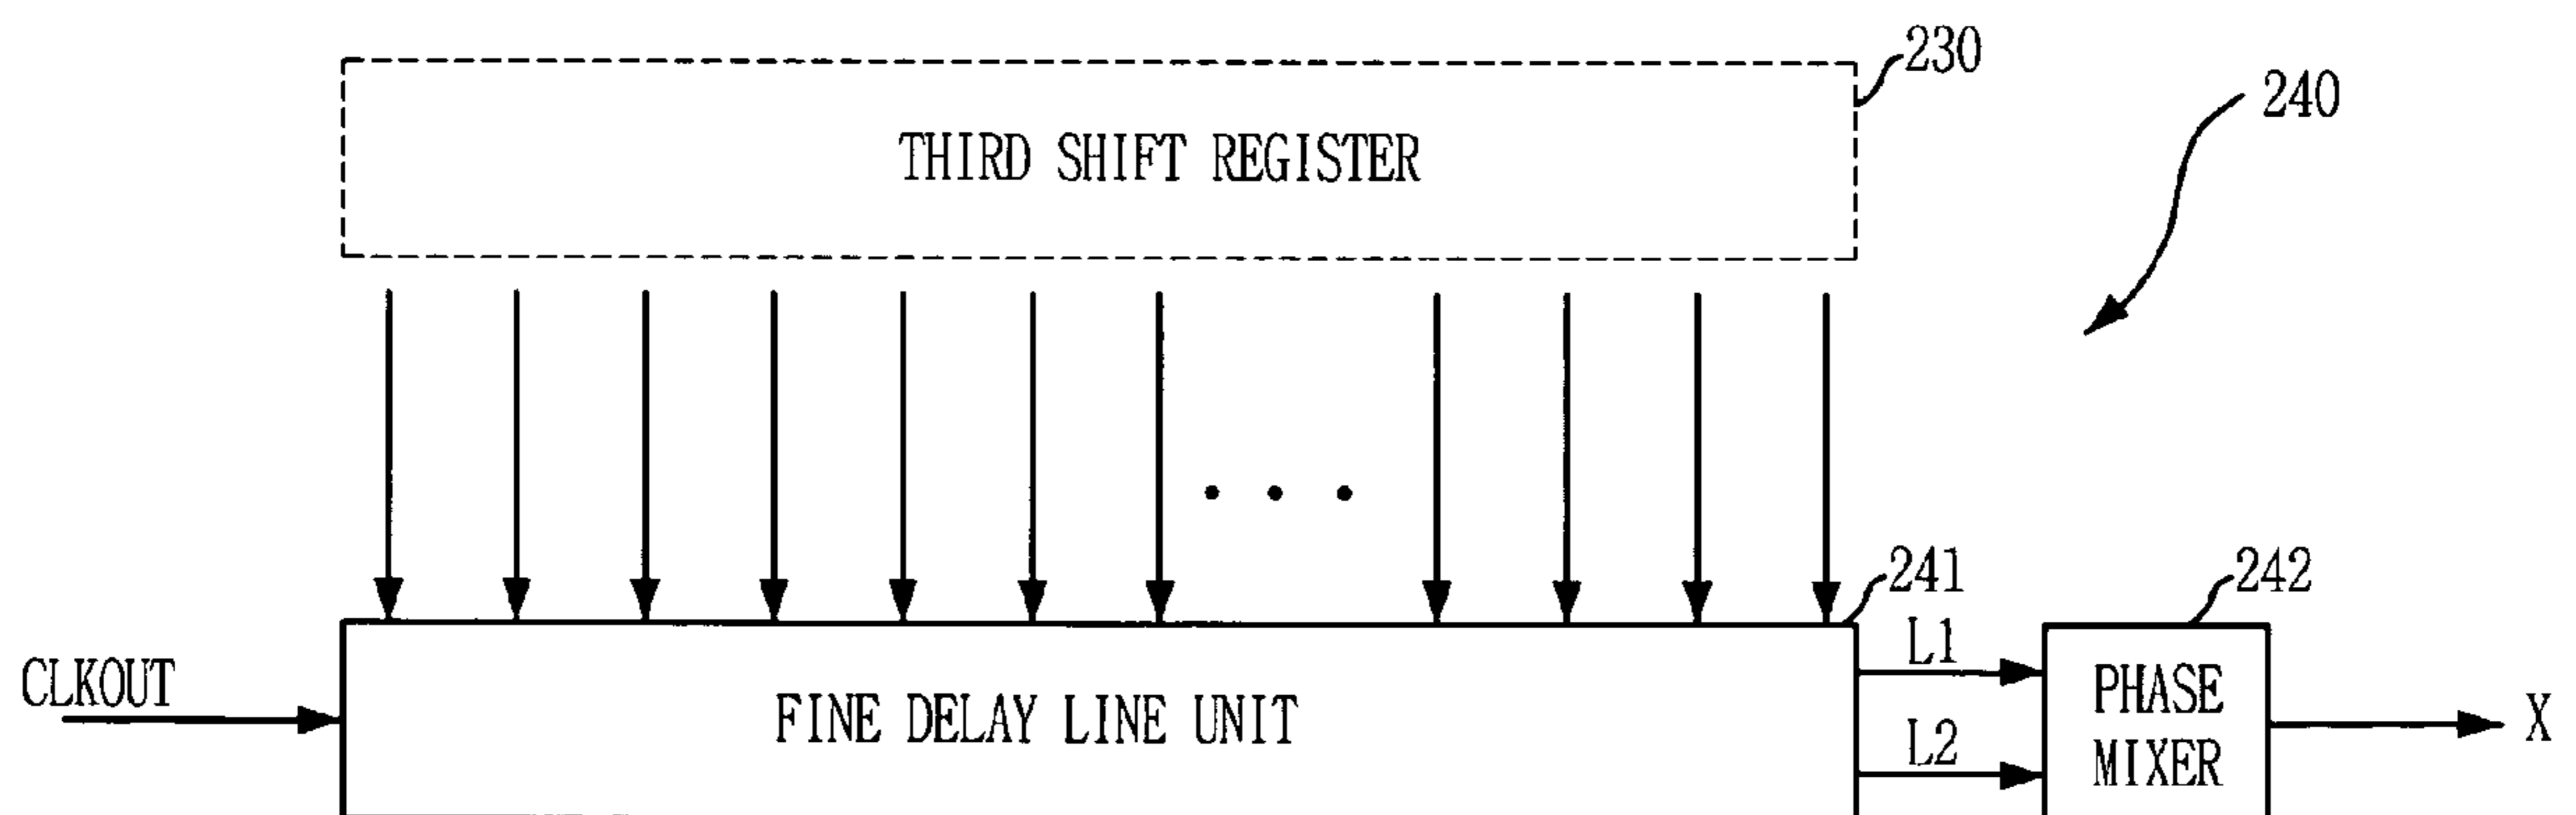 230
240
THIRD SHIFT REGISTER
241
242
CLKOUT
FINE DELAY LINE UNIT
L1
L2
PHASE
MIXER
X